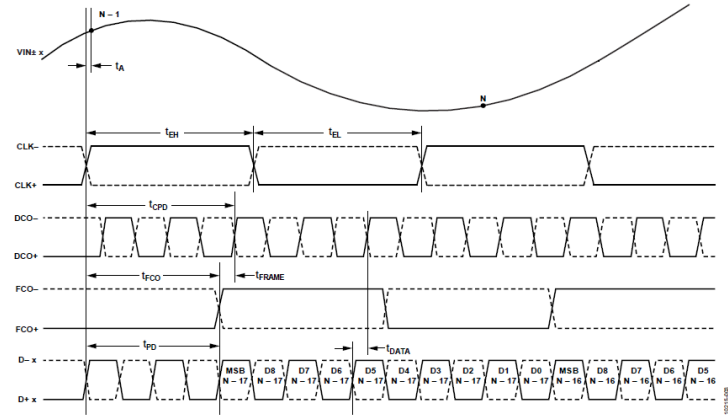 N – 1
VIN± x
tA
N
tEH
tEL
CLK–
CLK+
tCPD
DCO–
DCO+
tFCO
tFRAME
FCO–
FCO+
tPD
tDATA
D– x
D+ x
MSB N – 17
D8 N – 17
D7 N – 17
D6 N – 17
D5 N – 17
D4 N – 17
D3 N – 17
D2 N – 17
D1 N – 17
D0 N – 17
MSB N – 16
D8 N – 16
D7 N – 16
D6 N – 16
D5 N – 16